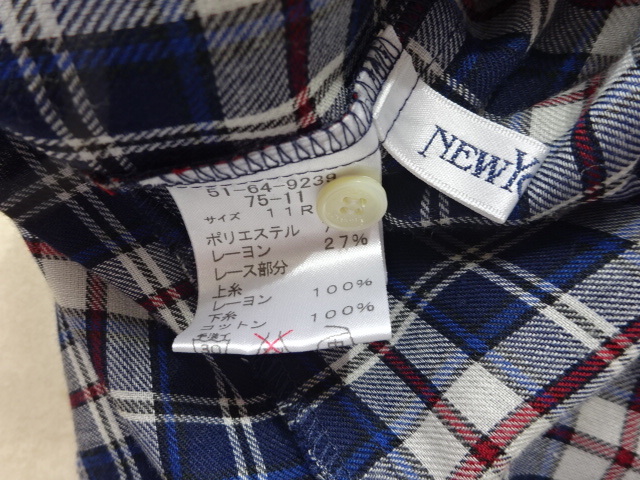 51-64-9239
75-11
サイズ 11R
ポリエステル
レーヨン 27%
レース部分
上糸
レーヨン 100%
下糸
コットン 100%
NEWY